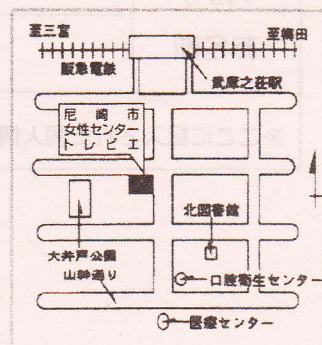 至三宮
至梅田
阪急電鉄
武庫之荘駅
尼崎市
女性センター
トレピエ
北図書館
大井戸公園
山幹通り
口腔衛生センター
医療センター